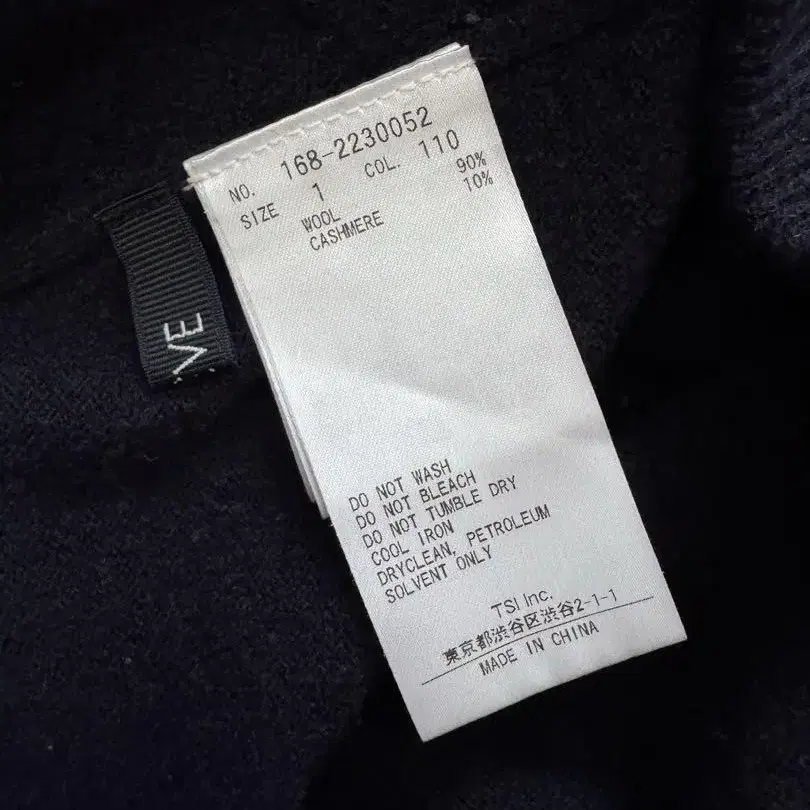 NO. 168-2230052
SIZE 1 COL. 110
WOOL 90%
CASHMERE 10%
DO NOT WASH
DO NOT BLEACH
DO NOT TUMBLE DRY
COOL IRON
DRYCLEAN, PETROLEUM
SOLVENT ONLY
TSI Inc.
東京都渋谷区渋谷2-1-1
MADE IN CHINA
VE